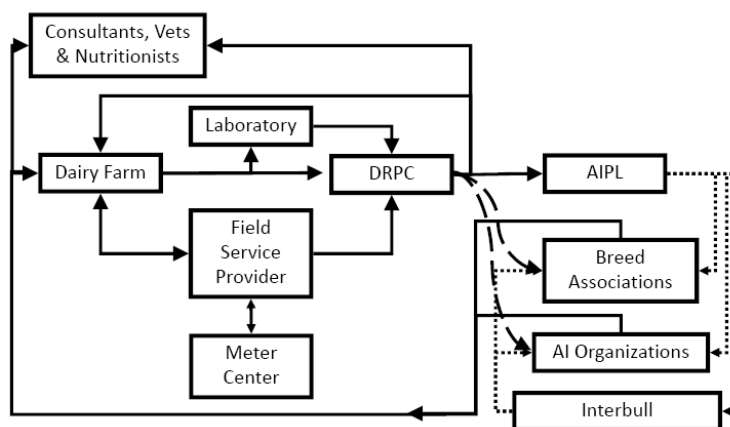 Consultants, Vets
& Nutritionists
Laboratory
Dairy Farm
DRPC
AIPL
Field
Service
Provider
Breed
Associations
Meter
Center
AI Organizations
Interbull